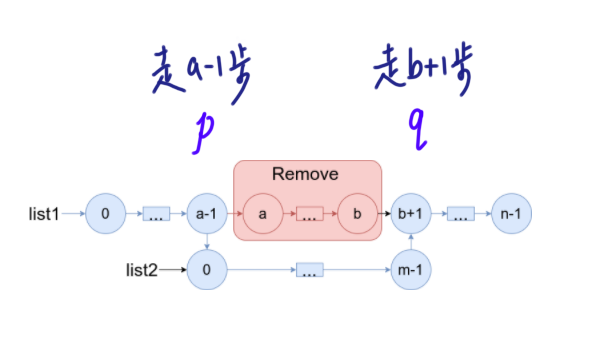 走a-1步 走b+1步
p q
Remove
list1 0 ... a-1 a ... b b+1 ... n-1
list2 0 ... m-1